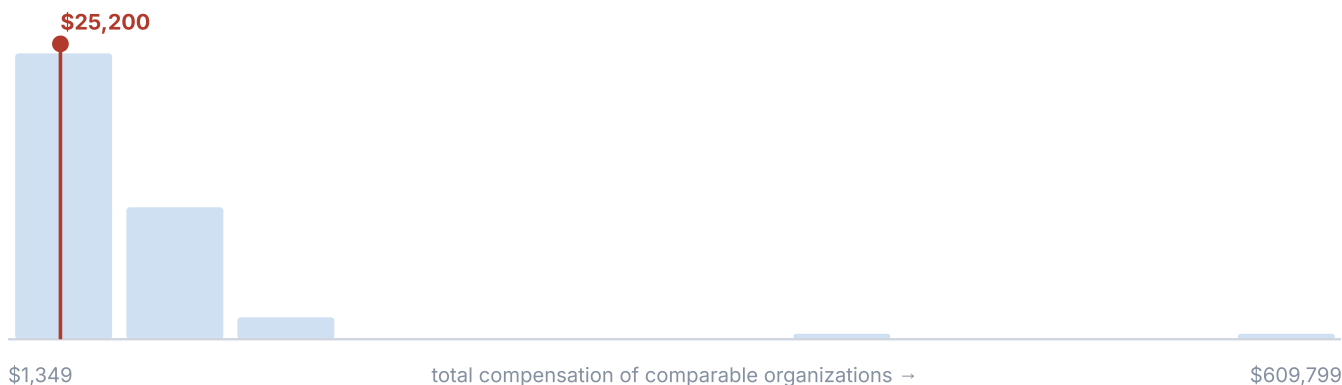 $25,200
$1,349 total compensation of comparable organizations → $609,799